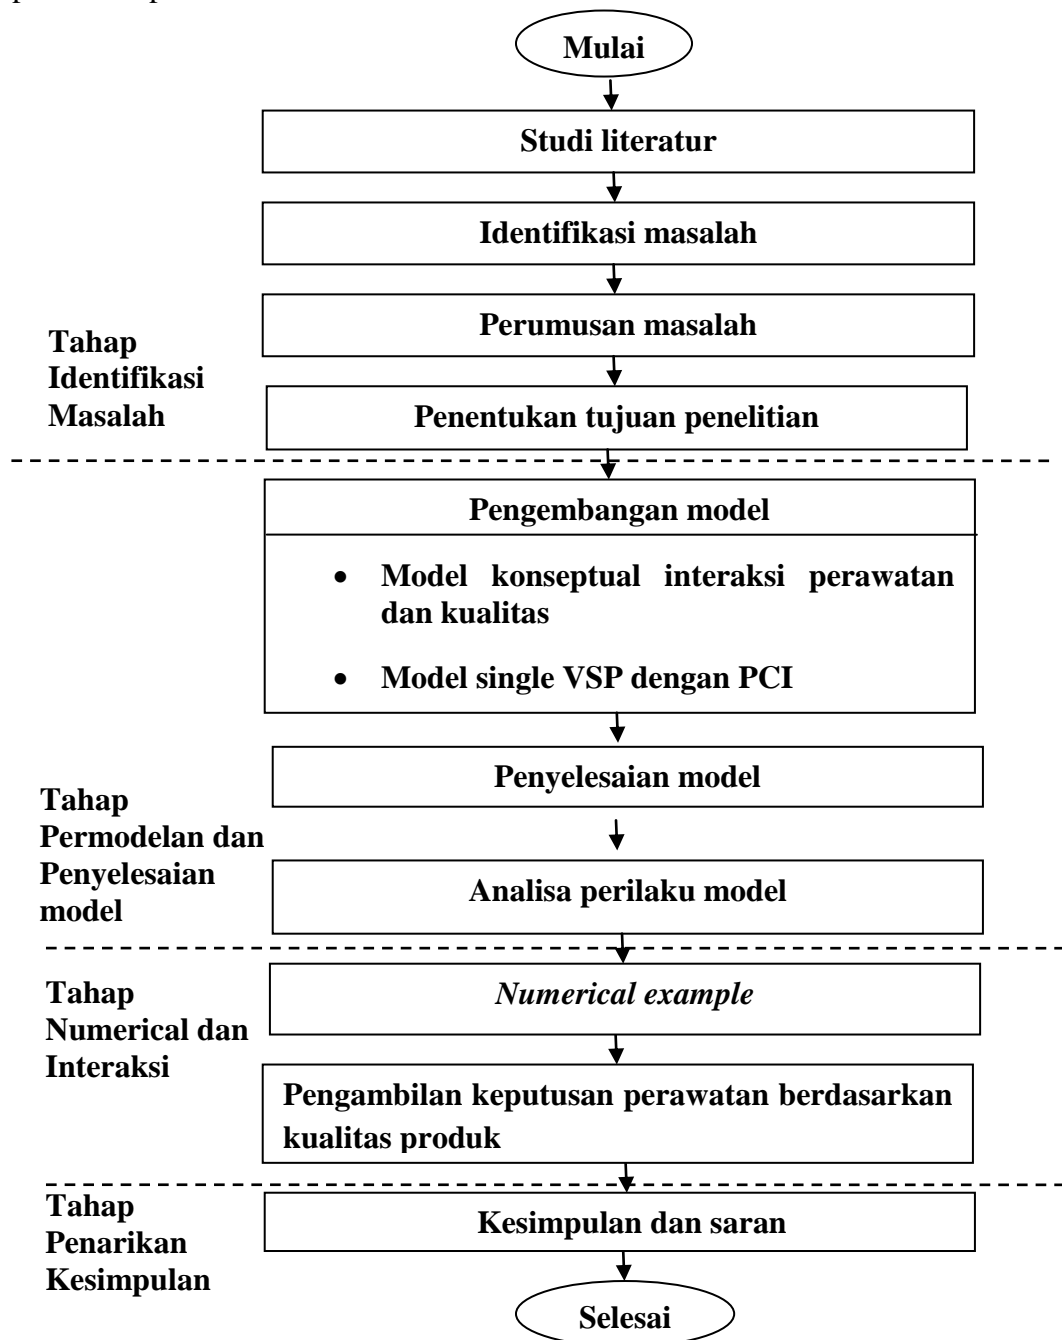 Mulai
Studi literatur
Identifikasi masalah
Perumusan masalah
Tahap
Identifikasi
Masalah
Penentukan tujuan penelitian
Pengembangan model
• Model konseptual interaksi perawatan
dan kualitas
• Model single VSP dengan PCI
Penyelesaian model
Tahap
Permodelan dan
Penyelesaian
model
Analisa perilaku model
Tahap
Numerical dan
Interaksi
Numerical example
Pengambilan keputusan perawatan berdasarkan
kualitas produk
Tahap
Penarikan
Kesimpulan
Kesimpulan dan saran
Selesai